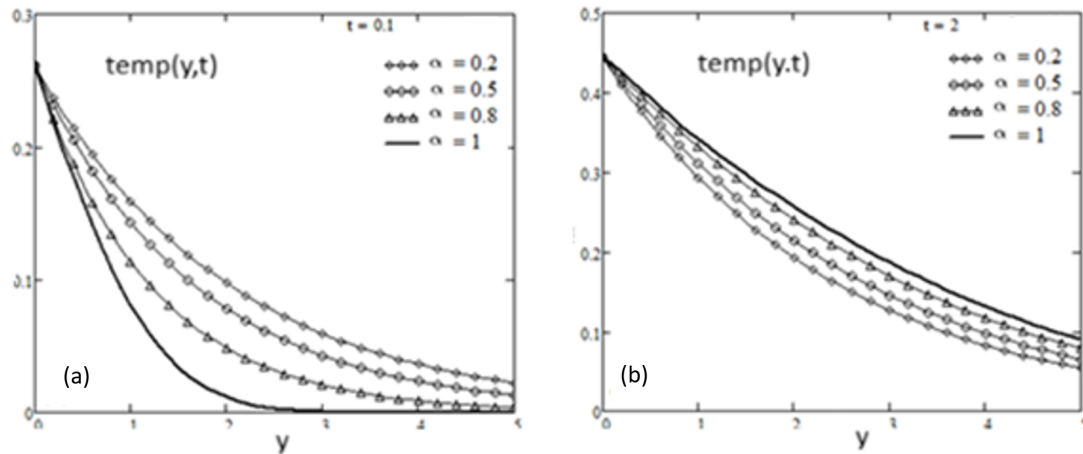 0.3
t = 0.1
temp(y,t)
α = 0.2
α = 0.5
α = 0.8
α = 1
0.2
0.1
(a)
0
0 1 2 3 4 5
y
0.5
t = 2
temp(y.t)
α = 0.2
α = 0.5
α = 0.8
α = 1
0.4
0.3
0.2
0.1
(b)
0
0 1 2 3 4
y